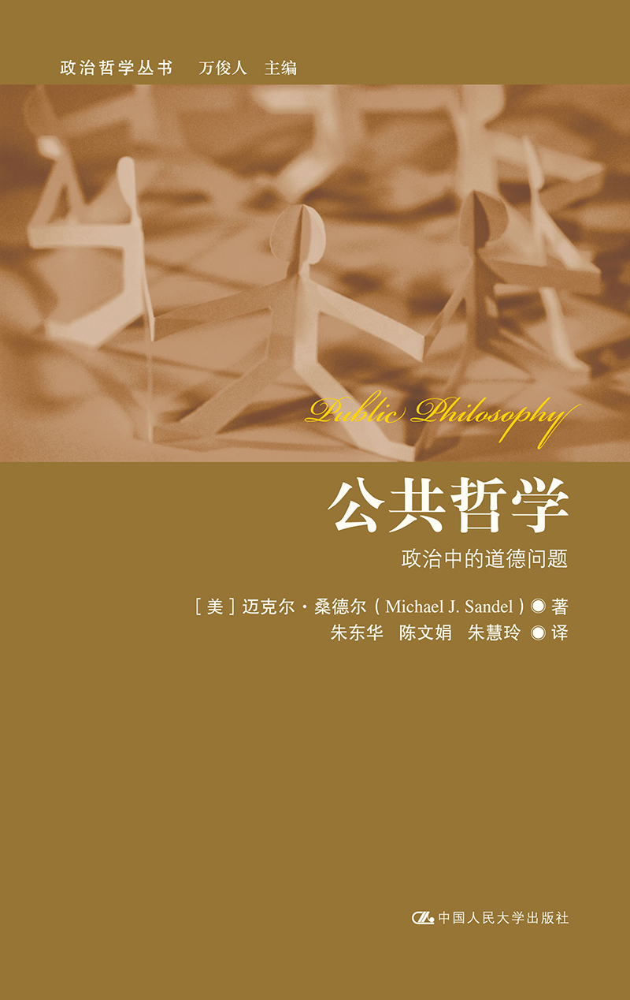 政治哲学丛书 万俊人 主编
Public Philosophy
公共哲学
政治中的道德问题
［美］迈克尔·桑德尔（Michael J. Sandel）◉ 著
朱东华 陈文娟 朱慧玲 ◉ 译
中国人民大学出版社